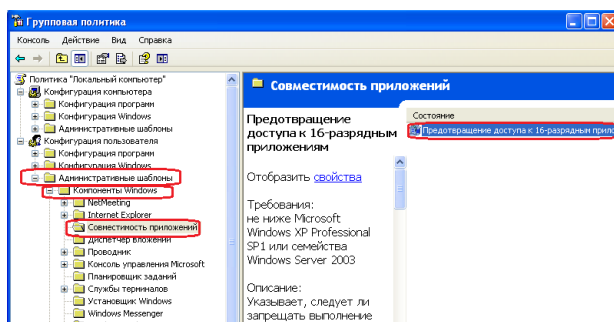 Групповая политика
Консоль Действие Вид Справка
Политика "Локальный компьютер"
Конфигурация компьютера
Конфигурация программ
Конфигурация Windows
Административные шаблоны
Конфигурация пользователя
Конфигурация программ
Конфигурация Windows
Административные шаблоны
Компоненты Windows
NetMeeting
Internet Explorer
Совместимость приложений
Диспетчер вложений
Проводник
Консоль управления Microsoft
Планировщик заданий
Службы терминалов
Установщик Windows
Windows Messenger
Совместимость приложений
Предотвращение
доступа к 16-разрядным
приложениям
Отобразить свойства
Требования:
не ниже Microsoft
Windows XP Professional
SP1 или семейства
Windows Server 2003
Описание:
Указывает, следует ли
запрещать выполнение
Состояние
Предотвращение доступа к 16-разрядным прило